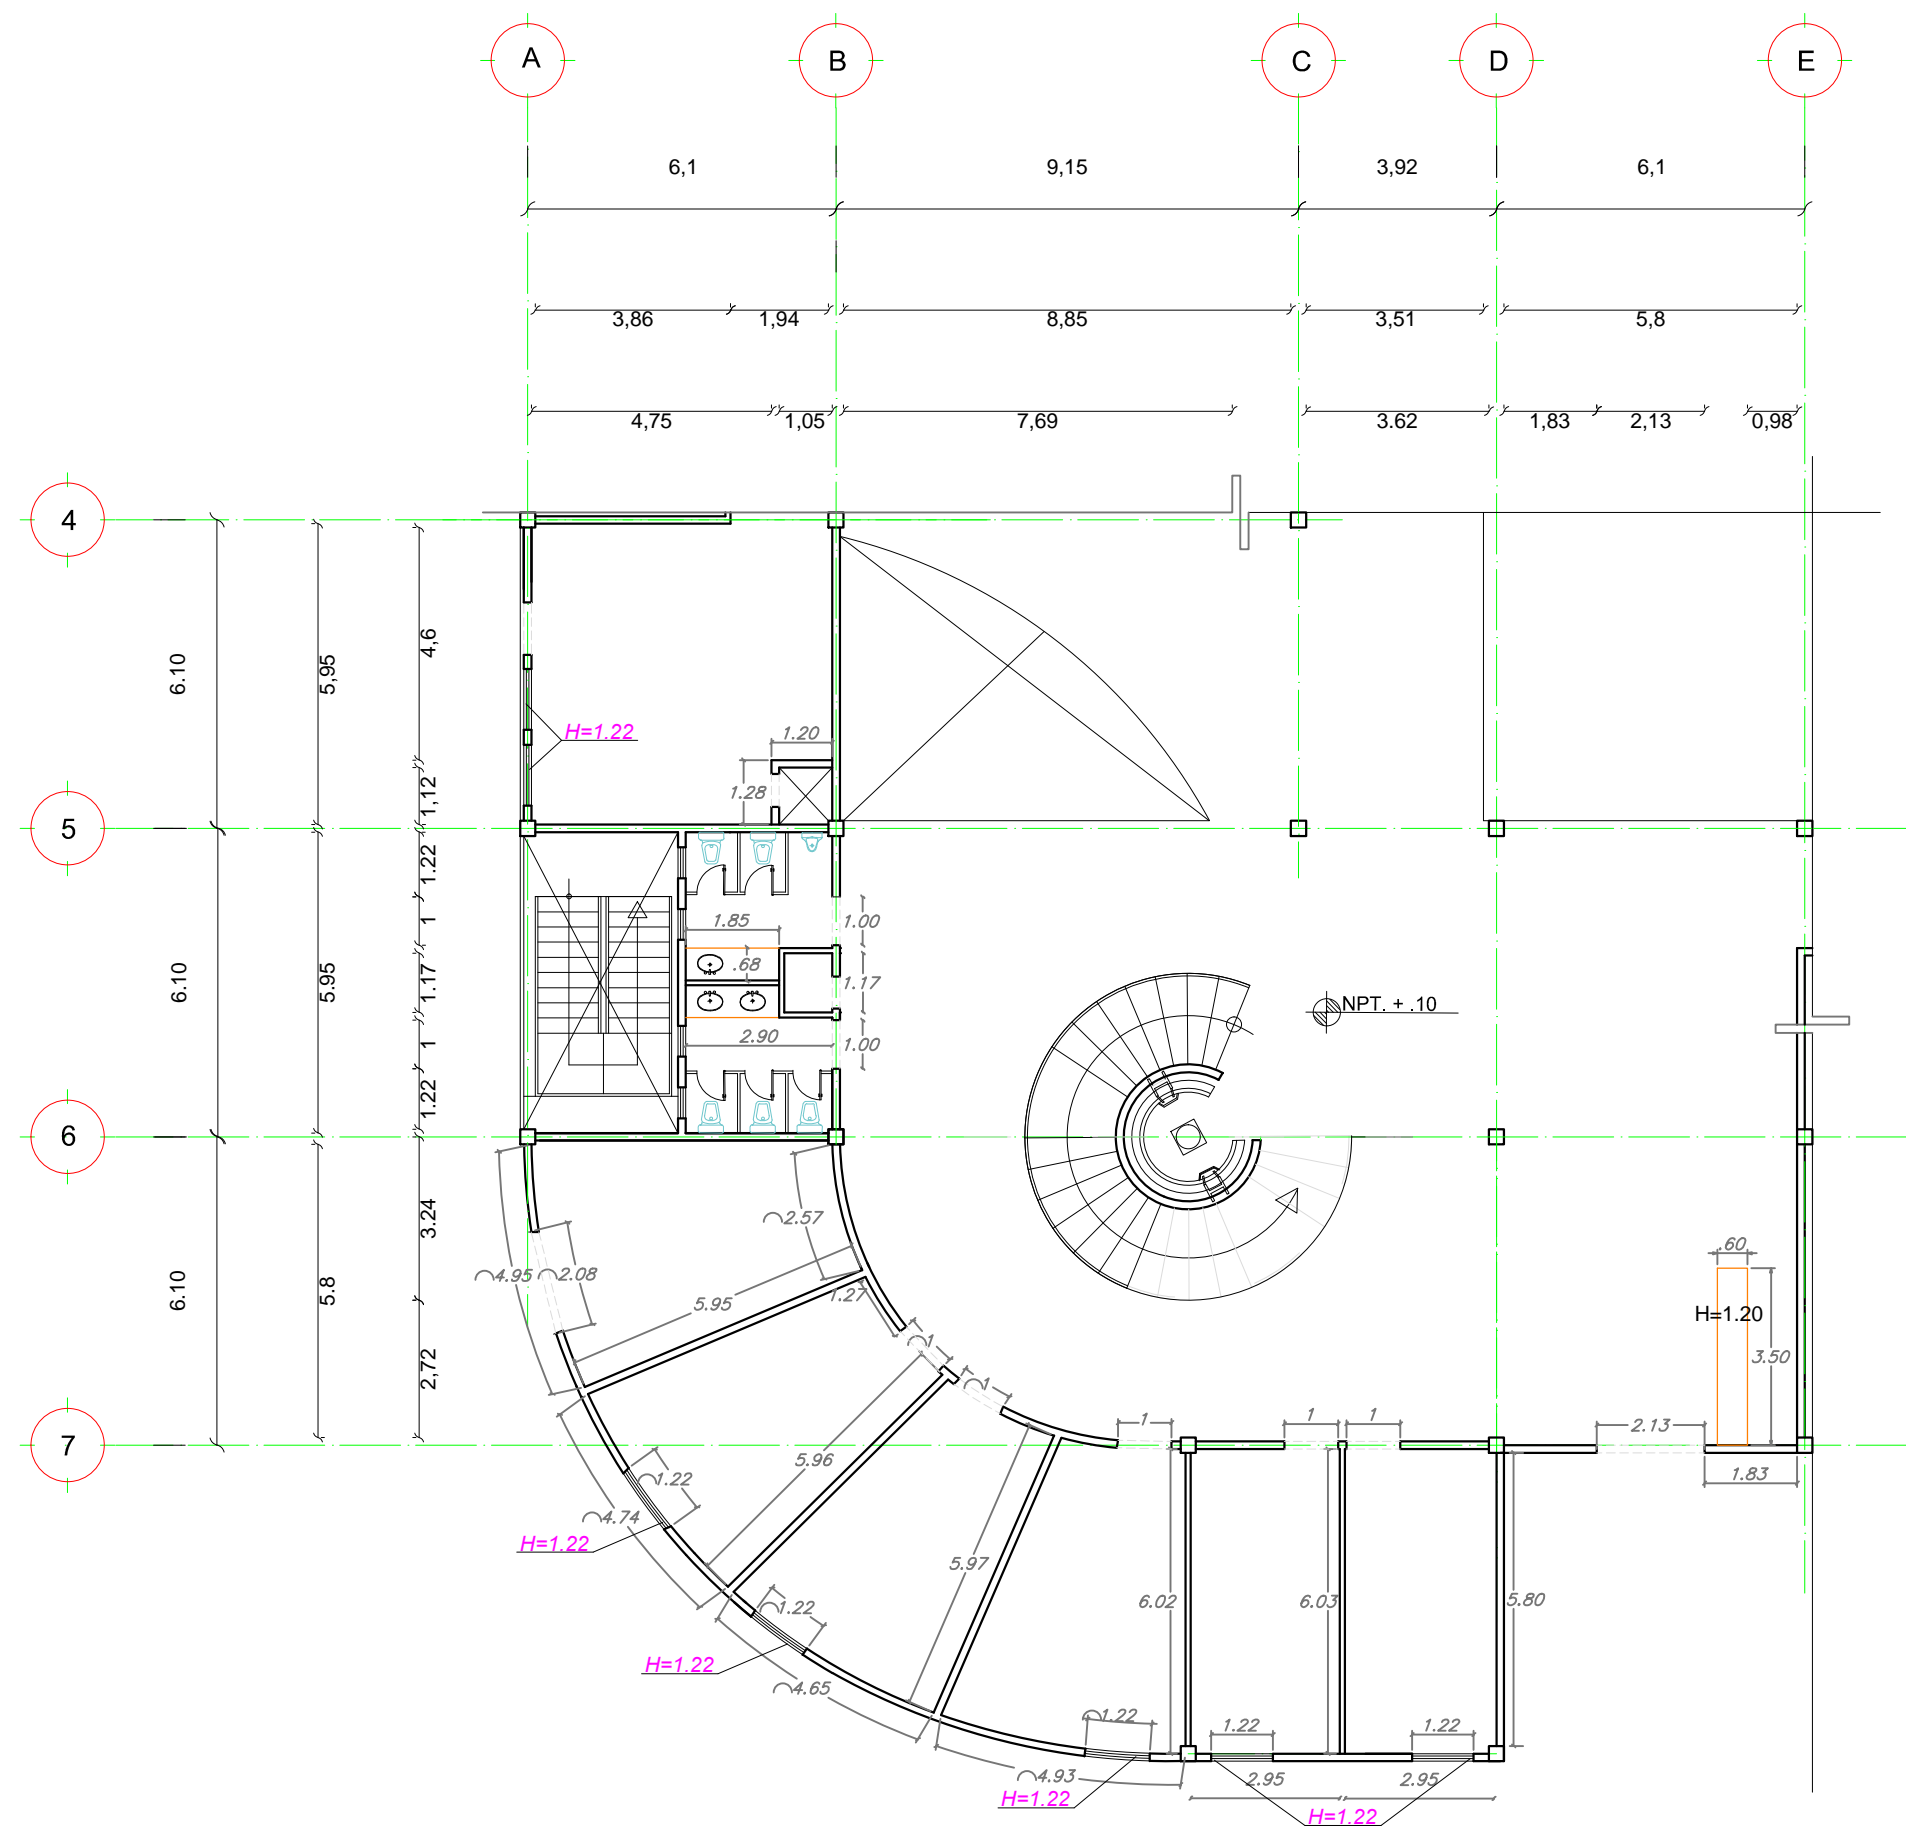 A B C D E
6,1 9,15 3,92 6,1
3,86 1,94 8,85 3,51 5,8
4,75 1,05 7,69 3.62 1,83 2,13 0,98
4
4,6
6.10 5,95
H=1.22
1.20
1.28
1,12
5
1.22
1 1.85 1.00
.68
6.10 5.95 1.17 1.17
NPT. + .10
1 2.90 1.00
1.22
6
3.24 2.57
.60
4.95 2.08
6.10 5.8 5.95 1.27
H=1.20
1
3.50
2,72
1
7
1 1 1 2.13
5.96
1.22 1.83
4.74
H=1.22
5.97
1.22 6.02 6.03 5.80
H=1.22
4.65
1.22 1.22 1.22
4.93 2.95 2.95
H=1.22
H=1.22